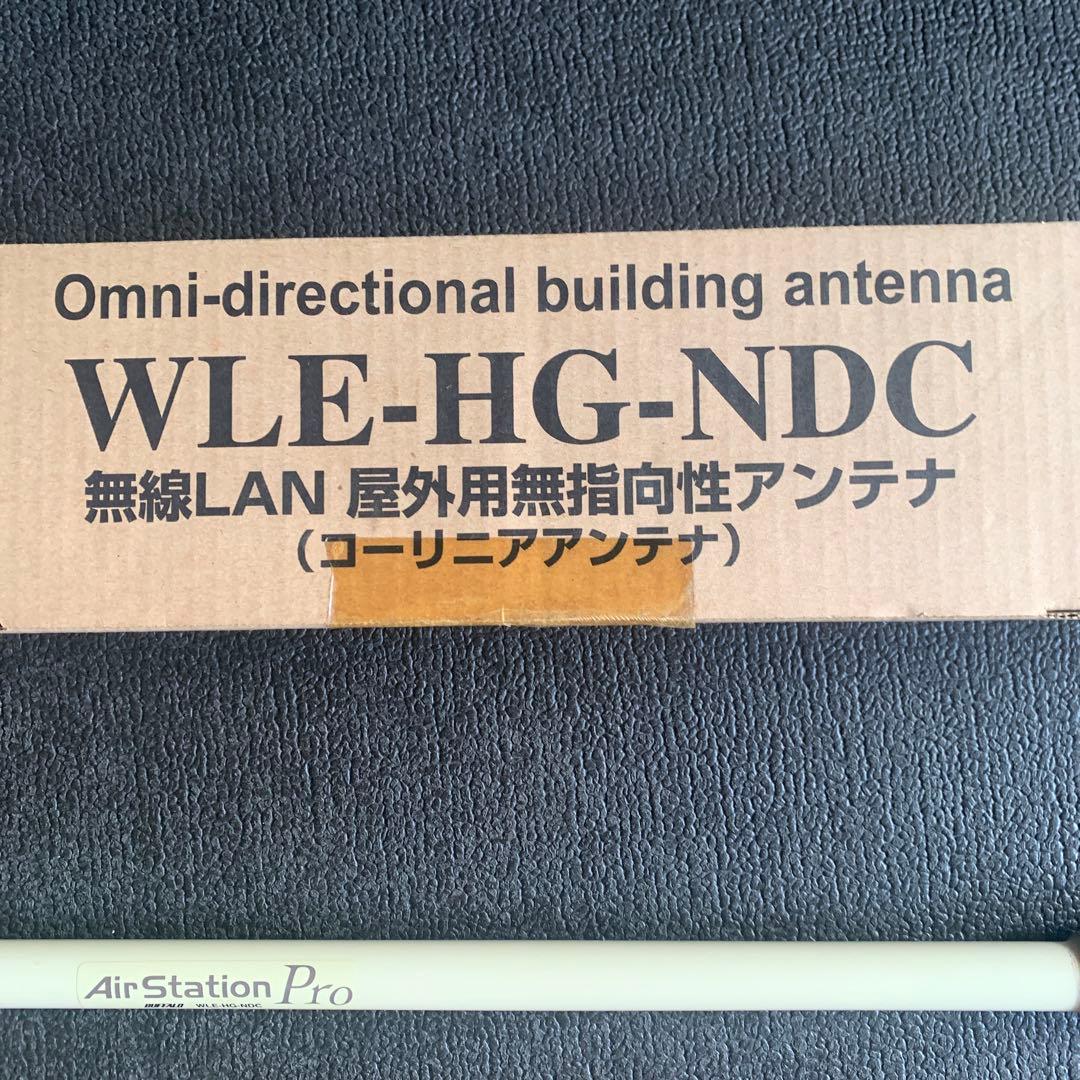 Omni-directional building antenna
WLE-HG-NDC
無線LAN 屋外用無指向性アンテナ
(コーリニアアンテナ)
AirStation Pro
BUFFALO WLE-HG-NDC